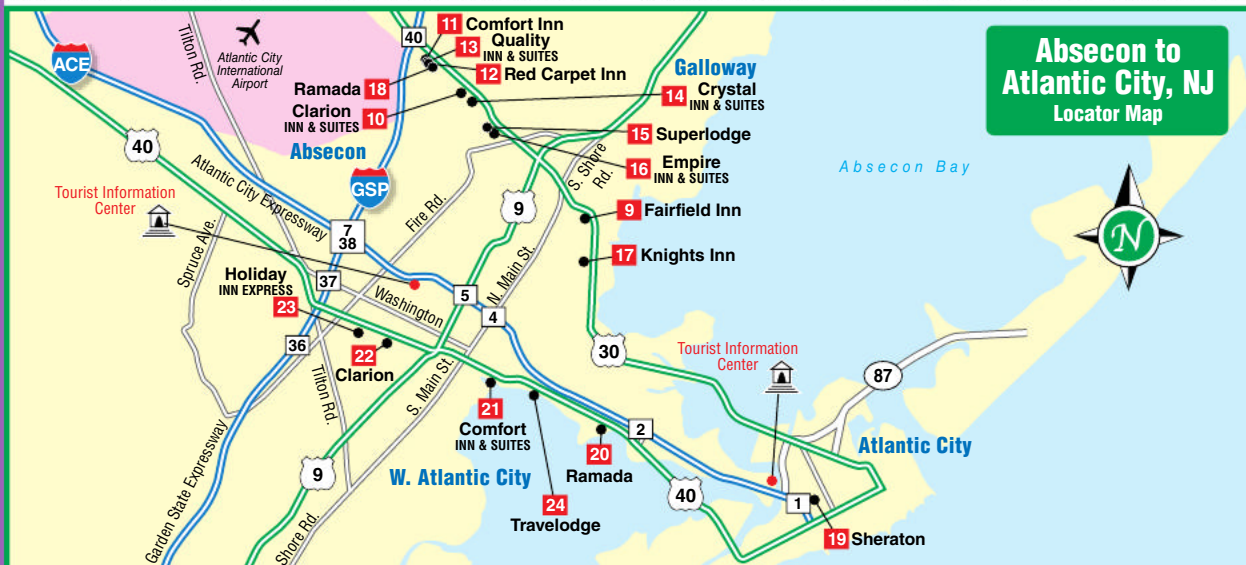 Absecon to
Atlantic City, NJ
Locator Map
ACE
Tilton Rd.
Atlantic City
International
Airport
40
11 Comfort Inn
13 Quality
INN & SUITES
12 Red Carpet Inn
Ramada 18
Clarion
INN & SUITES 10
Galloway
14 Crystal
INN & SUITES
15 Superlodge
16 Empire
INN & SUITES
Absecon
40
GSP
Atlantic City Expressway
Absecon Bay
S. Shore
Rd.
Tourist Information
Center
Spruce Ave.
7
38
Fire Rd.
9
9 Fairfield Inn
N
17 Knights Inn
Holiday
INN EXPRESS
23
37
Washington
5
N. Main St.
4
36
22
Clarion
Tilton Rd.
S. Main St.
30
Tourist Information
Center
87
21
Comfort
INN & SUITES
2
Atlantic City
20
Ramada
W. Atlantic City
9
24
Travelodge
40
1
19 Sheraton
Garden State Expressway
Shore Rd.